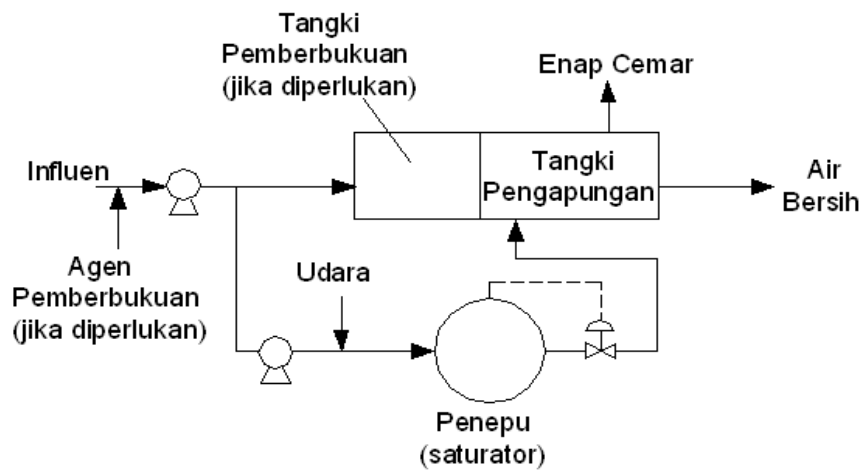 Tangki
Pemberbukuan
(jika diperlukan)
Enap Cemar
Influen
Tangki
Pengapungan
Air
Bersih
Agen
Pemberbukuan
(jika diperlukan)
Udara
Penepu
(saturator)